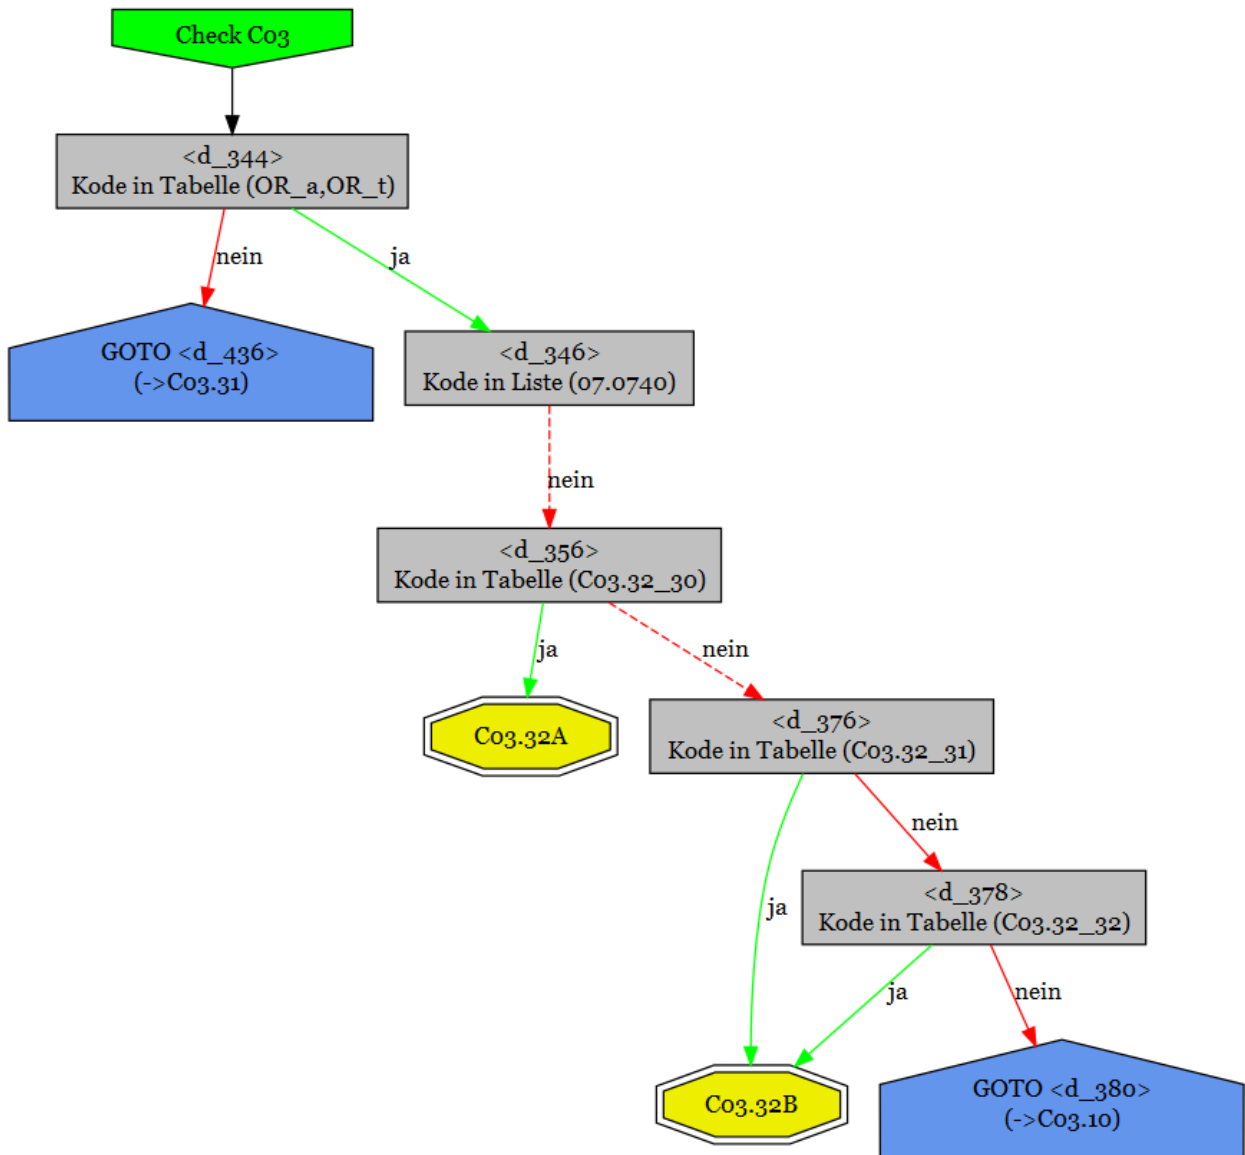 Check C03
<d_344>
Kode in Tabelle (OR_a,OR_t)
nein
ja
GOTO <d_436>
(->C03.31)
<d_346>
Kode in Liste (07.0740)
nein
<d_356>
Kode in Tabelle (C03.32_30)
ja
nein
C03.32A
<d_376>
Kode in Tabelle (C03.32_31)
nein
ja
<d_378>
Kode in Tabelle (C03.32_32)
ja
nein
C03.32B
GOTO <d_380>
(->C03.10)